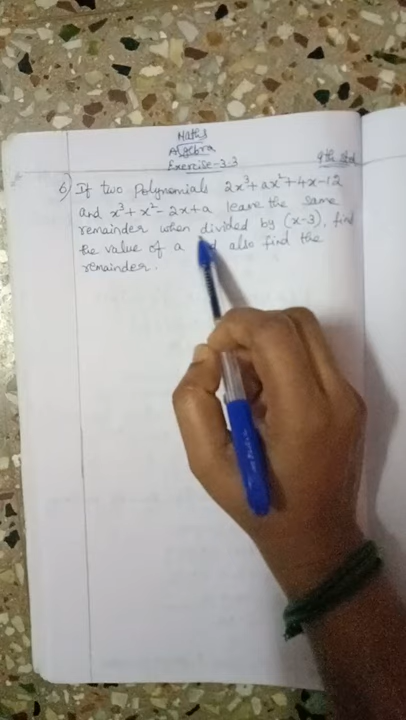 Maths
Algebra
Exercise-3.3
9th std
6) If two polynomials 2x³+ax²+4x-12
and x³+x²-2x+a leave the same
remainder when divided by (x-3), find
the value of a also find the
remainder.